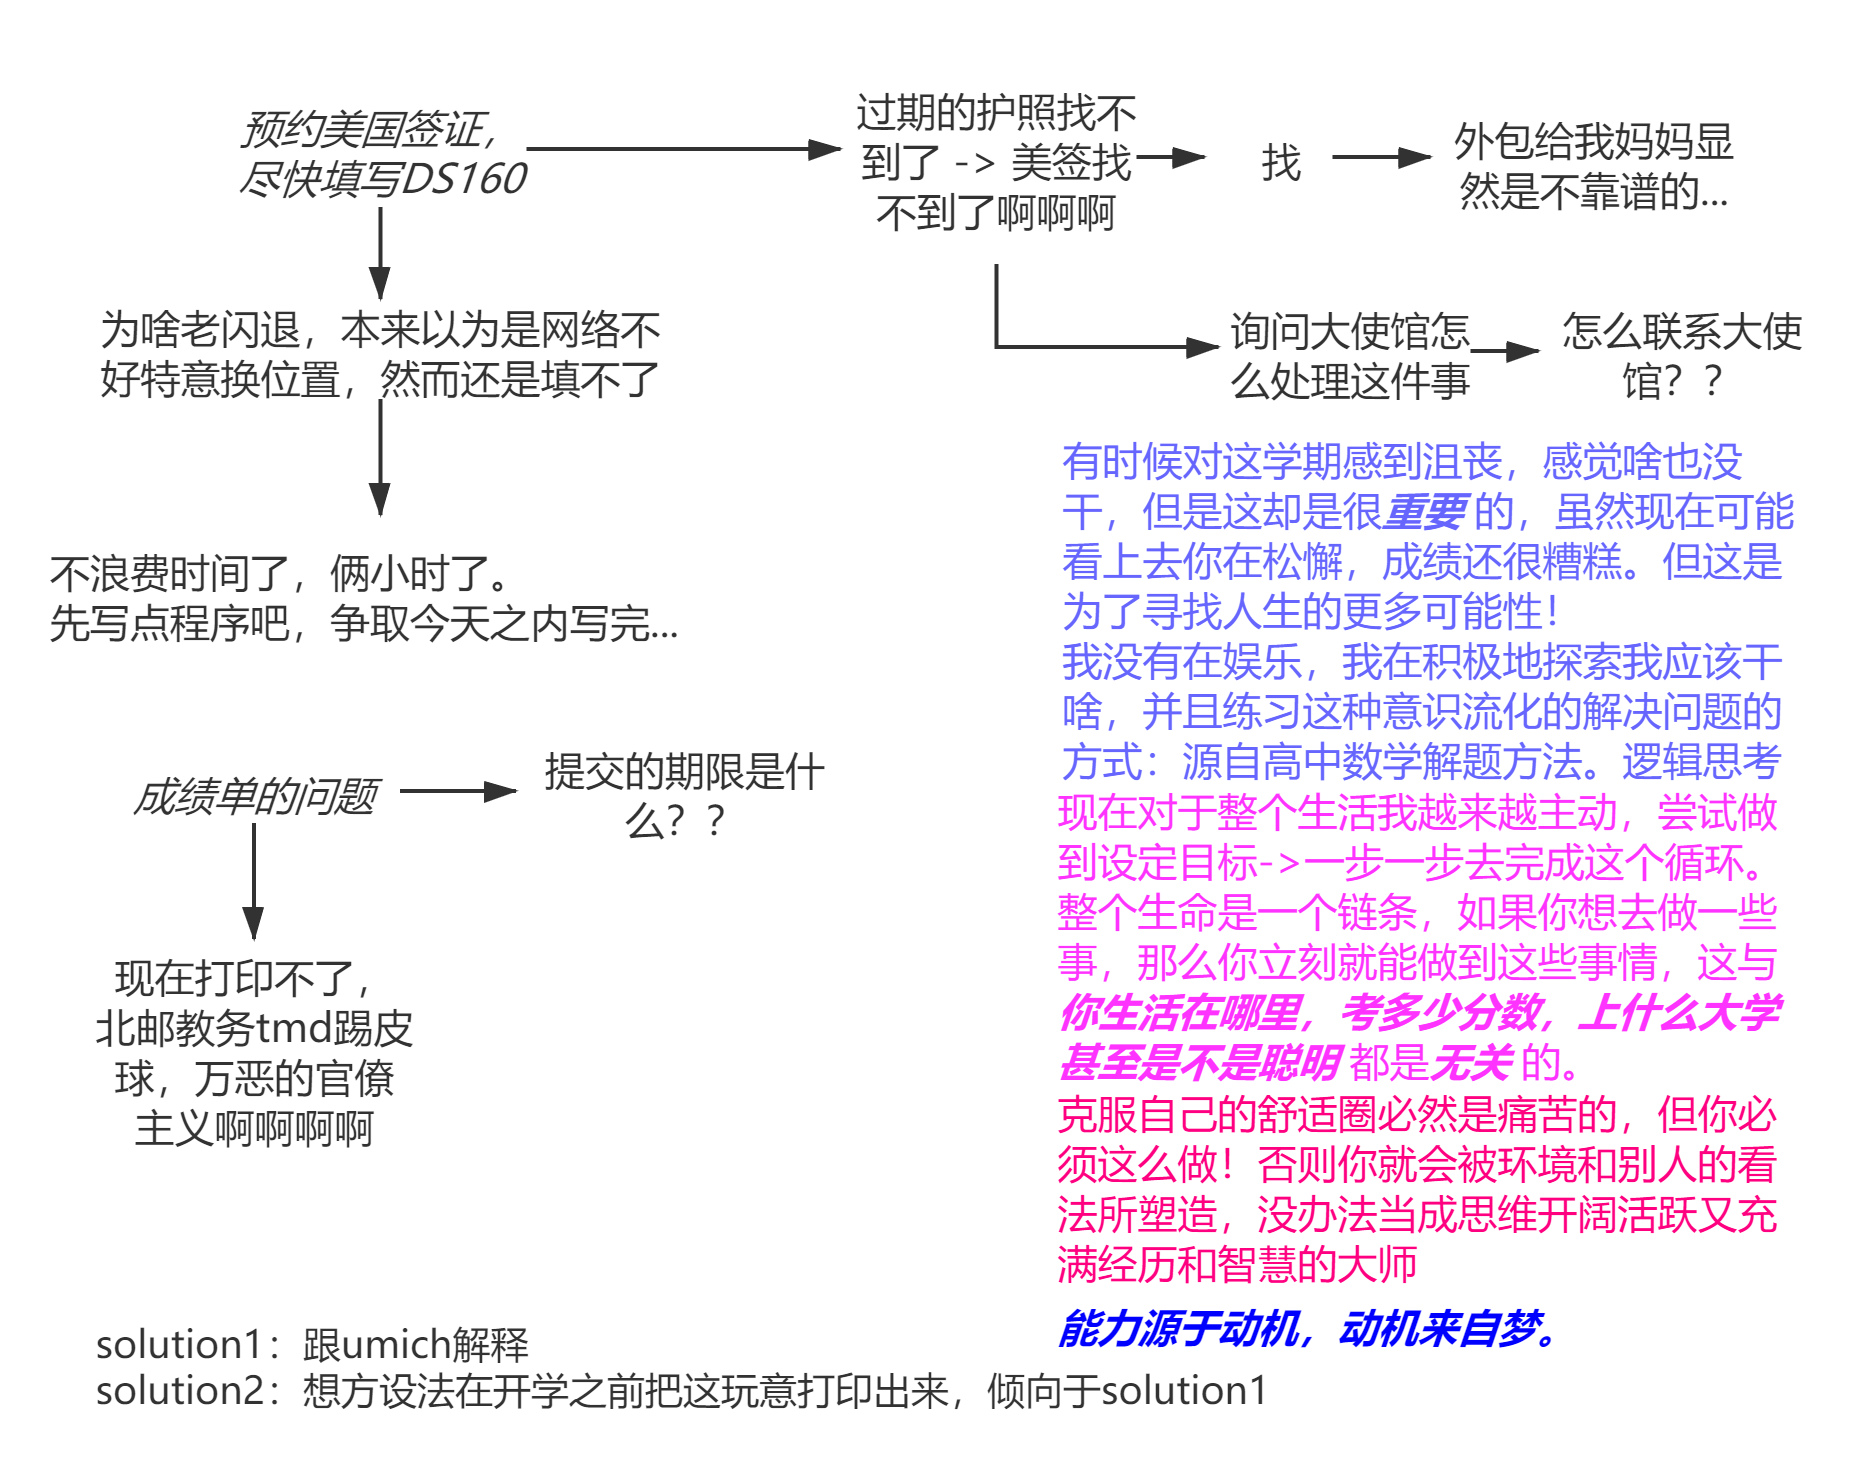 预约美国签证，
尽快填写DS160
过期的护照找不
到了 -> 美签找
不到了啊啊啊
找
外包给我妈妈显
然是不靠谱的...
为啥老闪退，本来以为是网络不
好特意换位置，然而还是填不了
询问大使馆怎
么处理这件事
怎么联系大使
馆？？
不浪费时间了，俩小时了。
先写点程序吧，争取今天之内写完...
成绩单的问题
提交的期限是什
么？？
现在打印不了，
北邮教务tmd踢皮
球，万恶的官僚
主义啊啊啊啊
有时候对这学期感到沮丧，感觉啥也没
干，但是这却是很重要 的，虽然现在可能
看上去你在松懈，成绩还很糟糕。但这是
为了寻找人生的更多可能性！
我没有在娱乐，我在积极地探索我应该干
啥，并且练习这种意识流化的解决问题的
方式：源自高中数学解题方法。逻辑思考
现在对于整个生活我越来越主动，尝试做
到设定目标->一步一步去完成这个循环。
整个生命是一个链条，如果你想去做一些
事，那么你立刻就能做到这些事情，这与
你生活在哪里，考多少分数，上什么大学
甚至是不是聪明 都是无关 的。
克服自己的舒适圈必然是痛苦的，但你必
须这么做！否则你就会被环境和别人的看
法所塑造，没办法当成思维开阔活跃又充
满经历和智慧的大师
能力源于动机，动机来自梦。
solution1：跟umich解释
solution2：想方设法在开学之前把这玩意打印出来，倾向于solution1